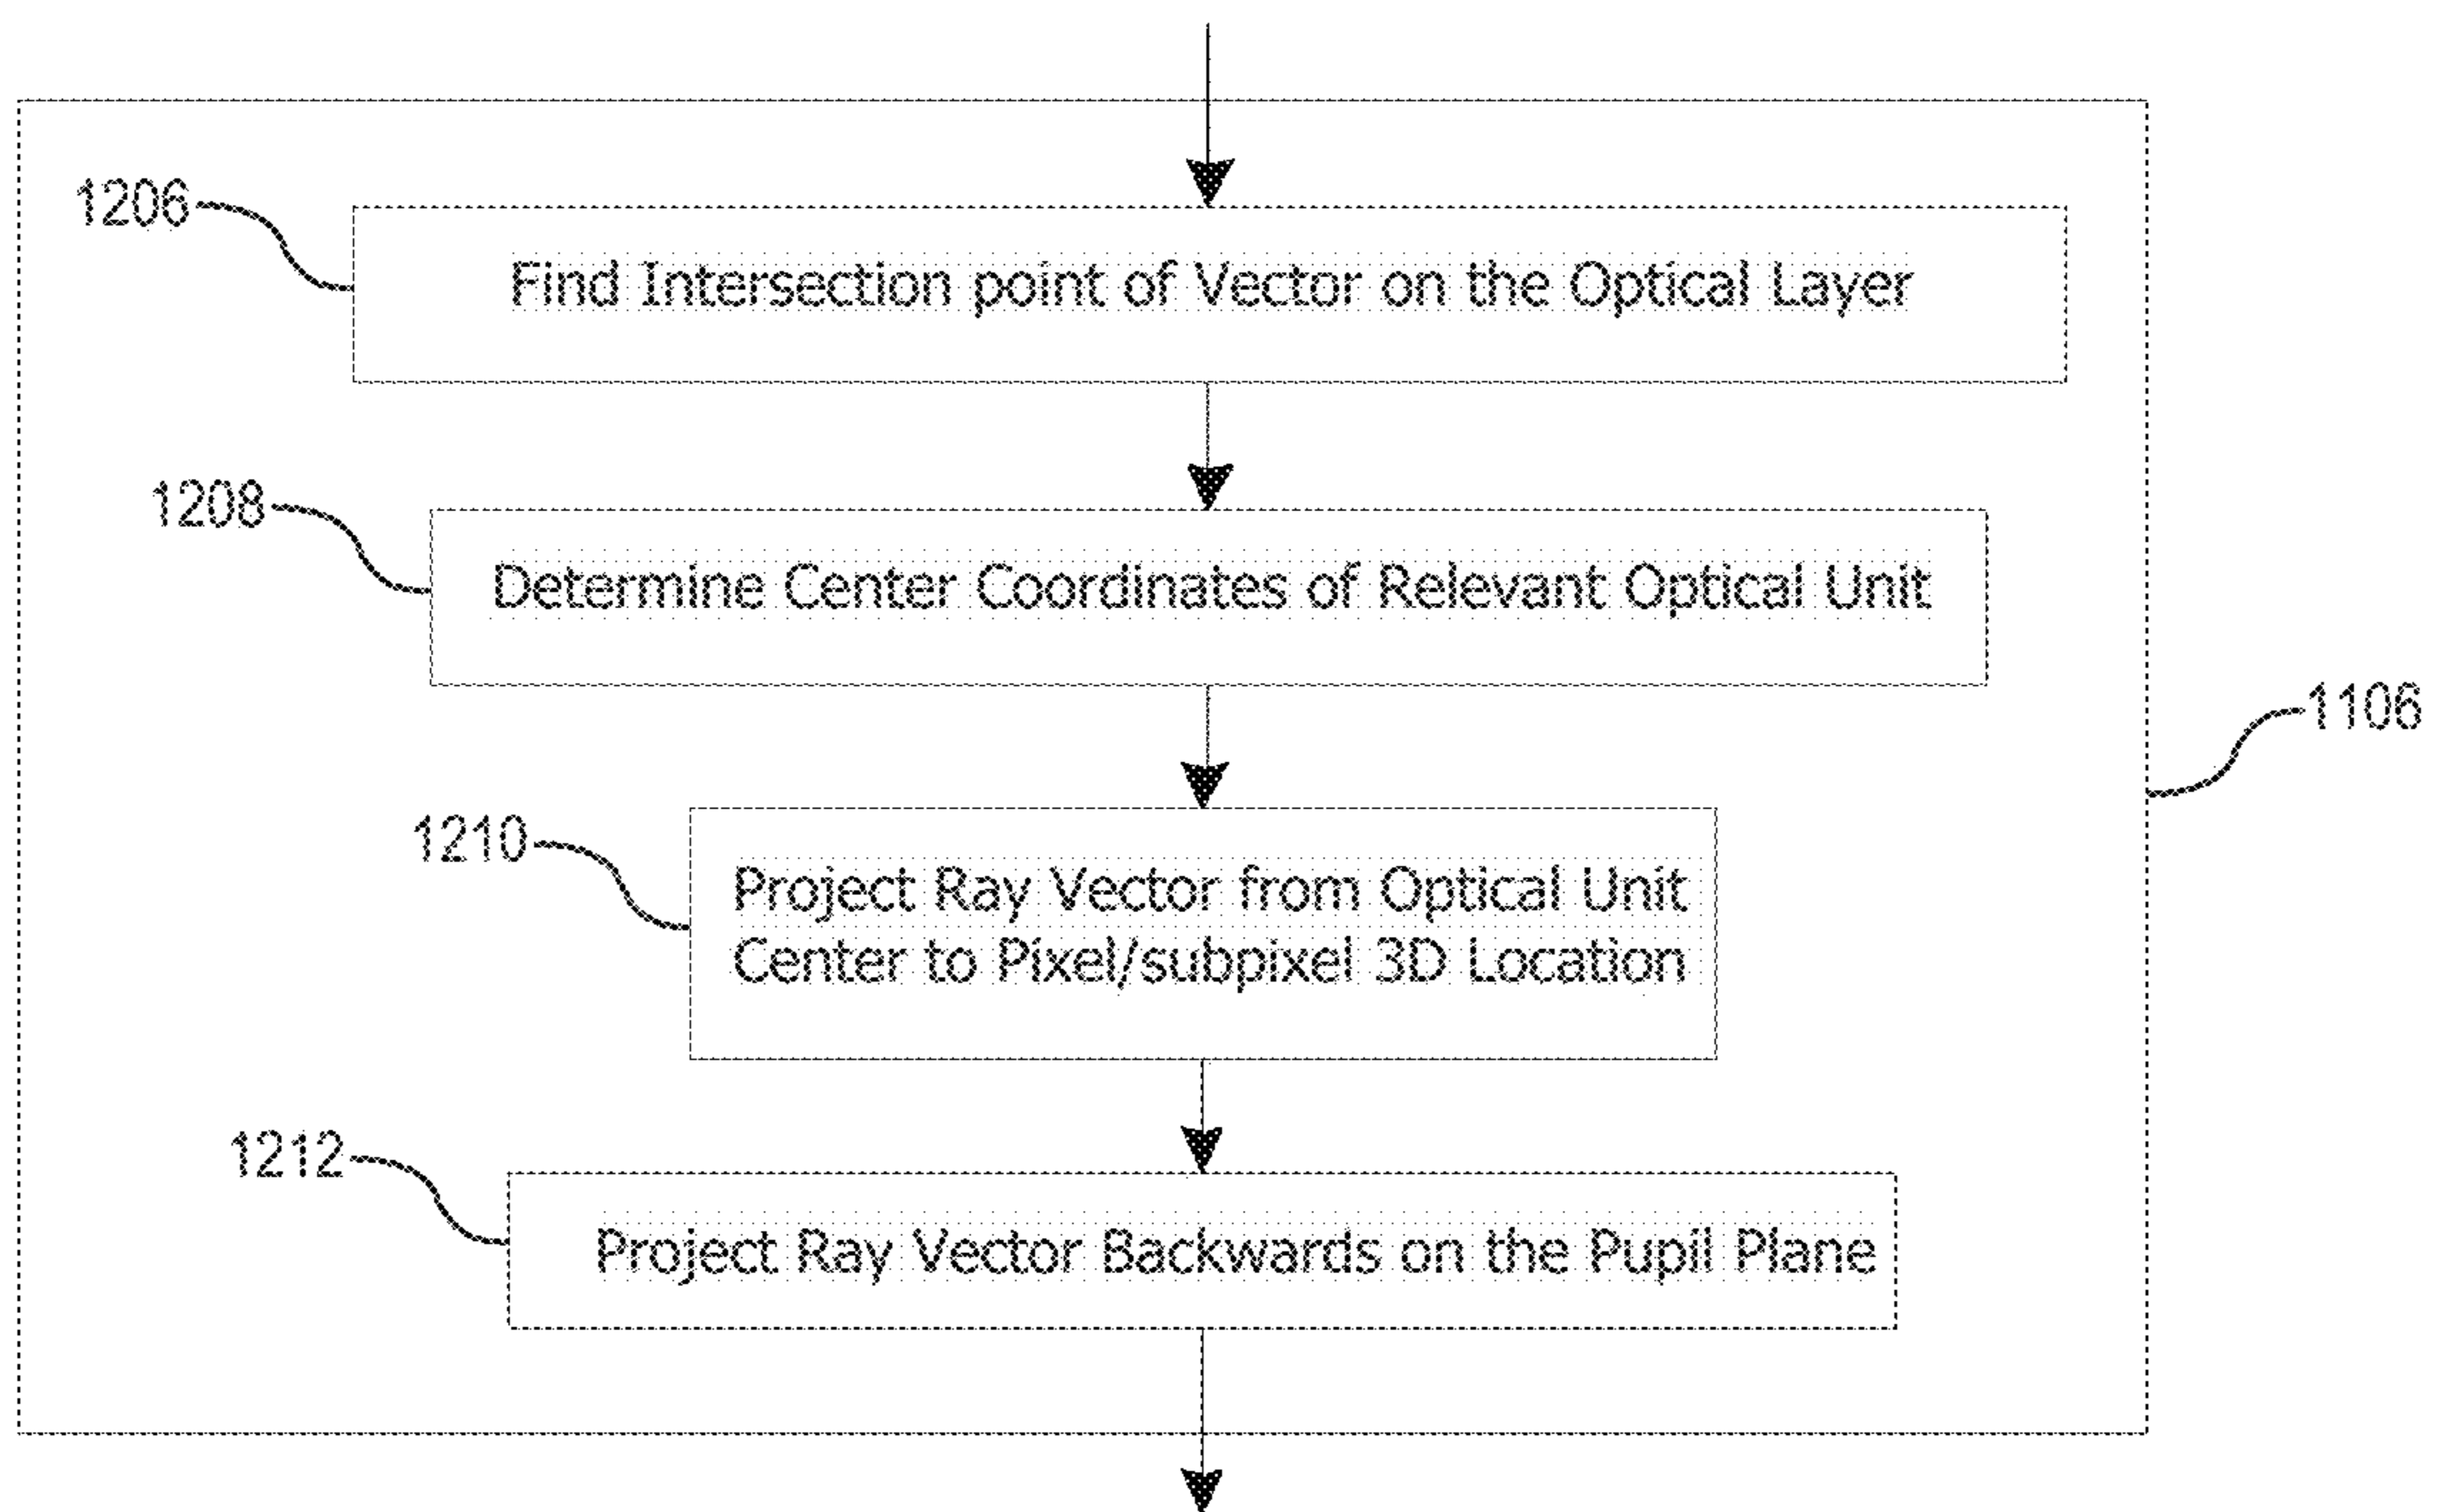 1206
Find Intersection point of Vector on the Optical Layer
1208
Determine Center Coordinates of Relevant Optical Unit
1106
1210
Project Ray Vector from Optical Unit
Center to Pixel/subpixel 3D Location
1212
Project Ray Vector Backwards on the Pupil Plane